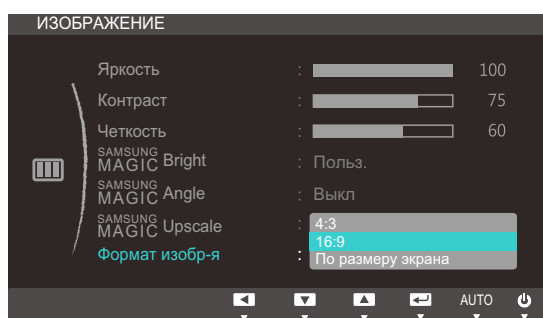 ИЗОБРАЖЕНИЕ
Яркость : 100
Контраст : 75
Четкость : 60
SAMSUNG MAGIC Bright : Польз.
SAMSUNG MAGIC Angle : Выкл
SAMSUNG MAGIC Upscale : 4:3
16:9
Формат изобр-я : По размеру экрана
AUTO